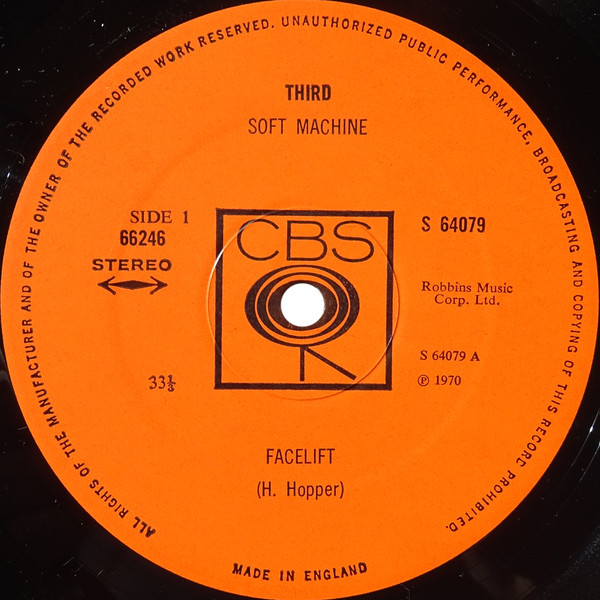 ALL RIGHTS OF THE MANUFACTURER AND OF THE OWNER OF THE RECORDED WORK RESERVED. UNAUTHORIZED PUBLIC PERFORMANCE, BROADCASTING AND COPYING OF THIS RECORD PROHIBITED.
THIRD
SOFT MACHINE
SIDE 1
66246
STEREO
33⅓
CBS
S 64079
Robbins Music
Corp. Ltd.
S 64079 A
℗ 1970
FACELIFT
(H. Hopper)
MADE IN ENGLAND